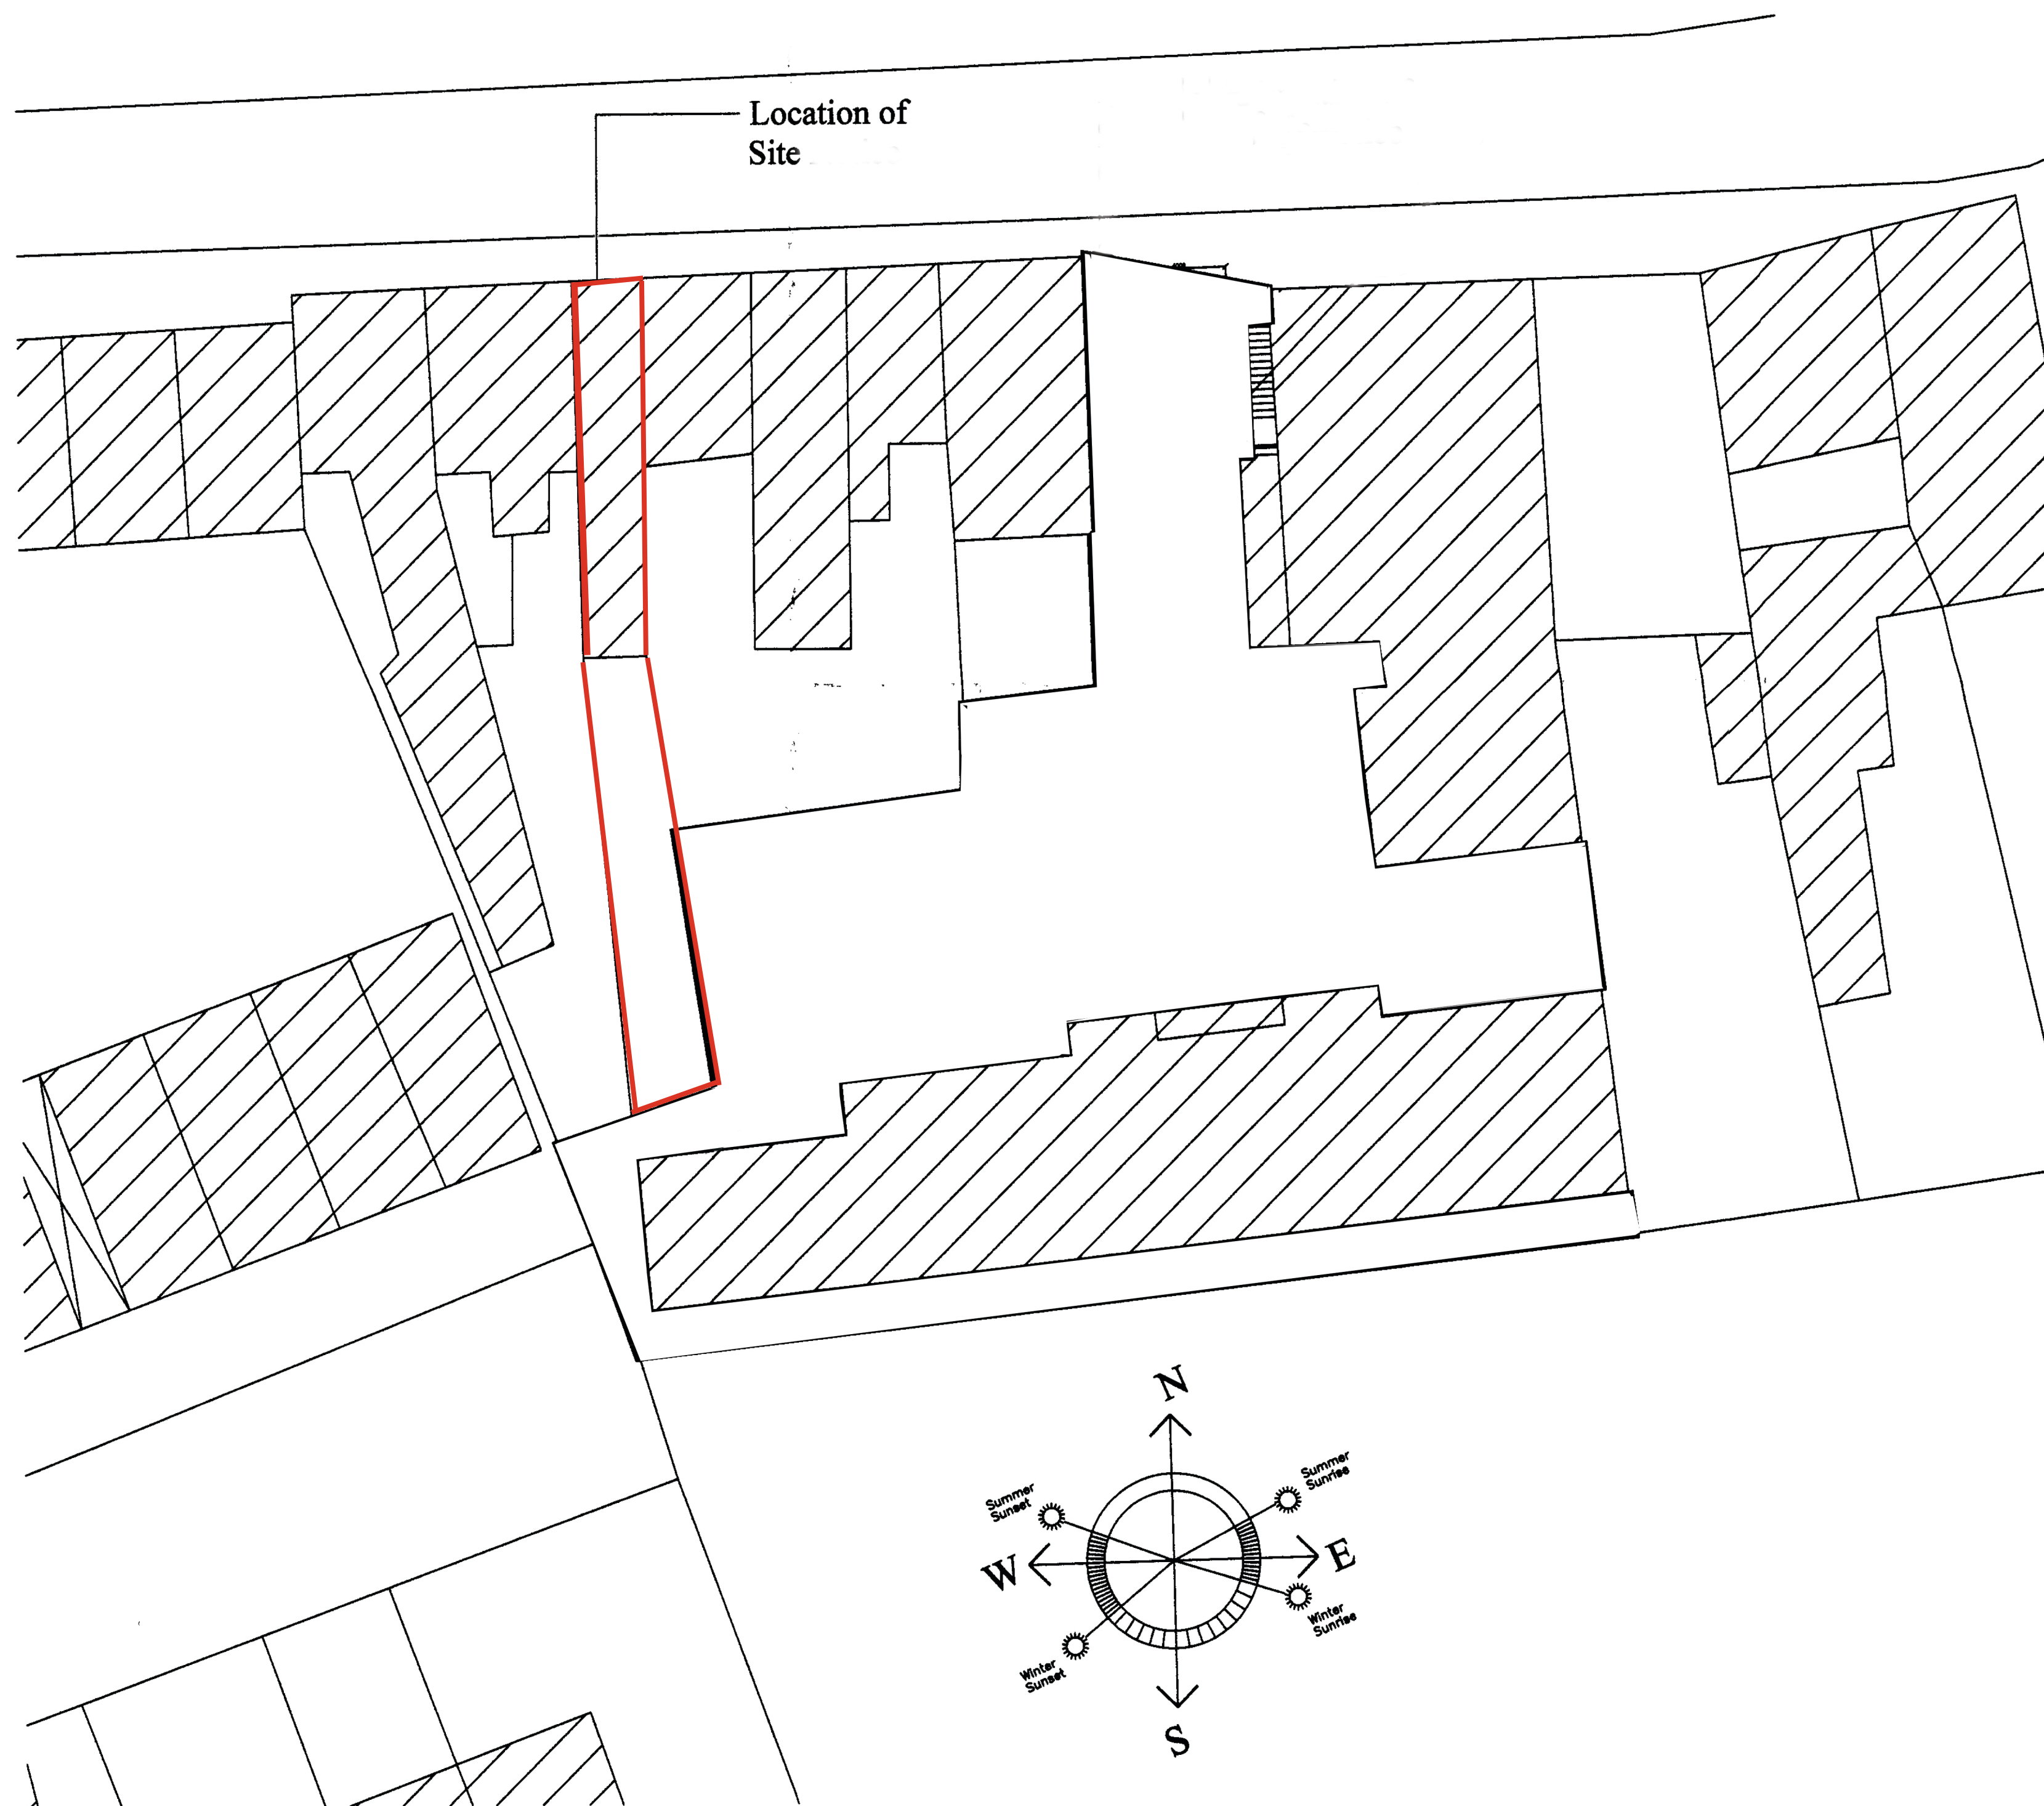 Location of
Site
N
Summer
Sunrise
Summer
Sunset
W
E
Winter
Sunrise
Winter
Sunset
S